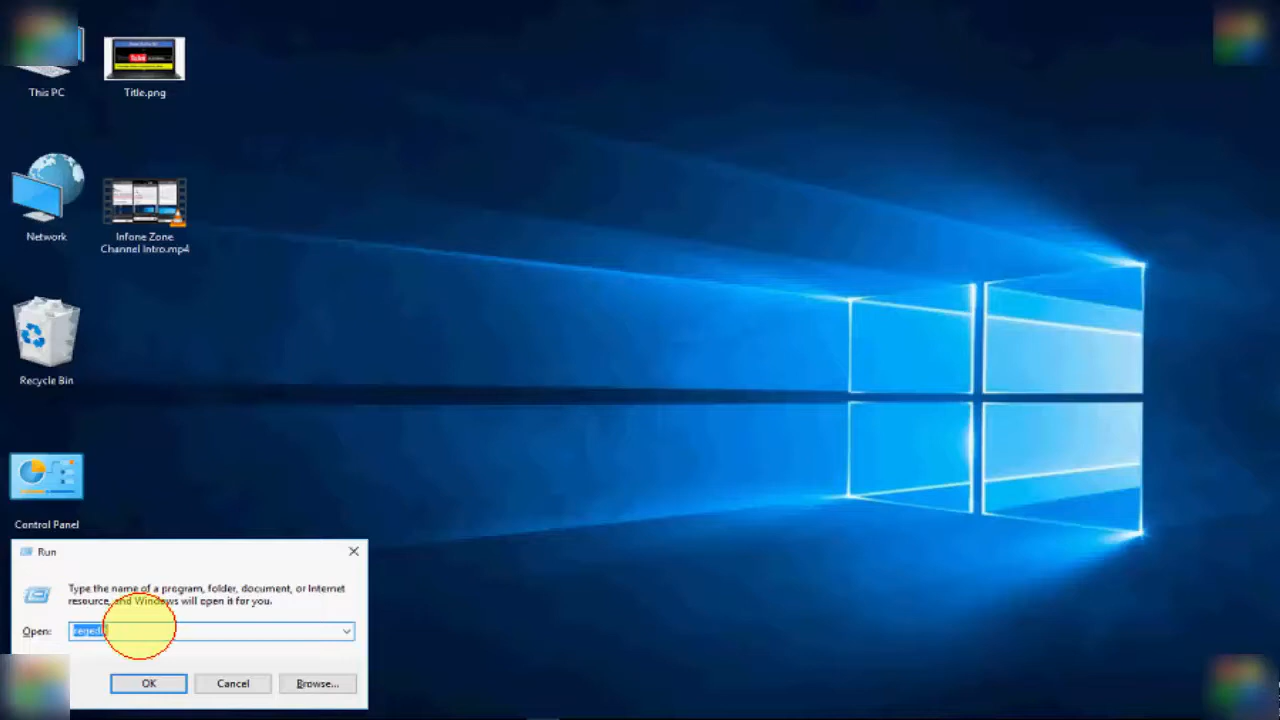 This PC
Title.png
Network
Infone Zone
Channel Intro.mp4
Recycle Bin
Control Panel
Run
Type the name of a program, folder, document, or Internet
resource, and Windows will open it for you.
Open:
regedit
OK
Cancel
Browse...